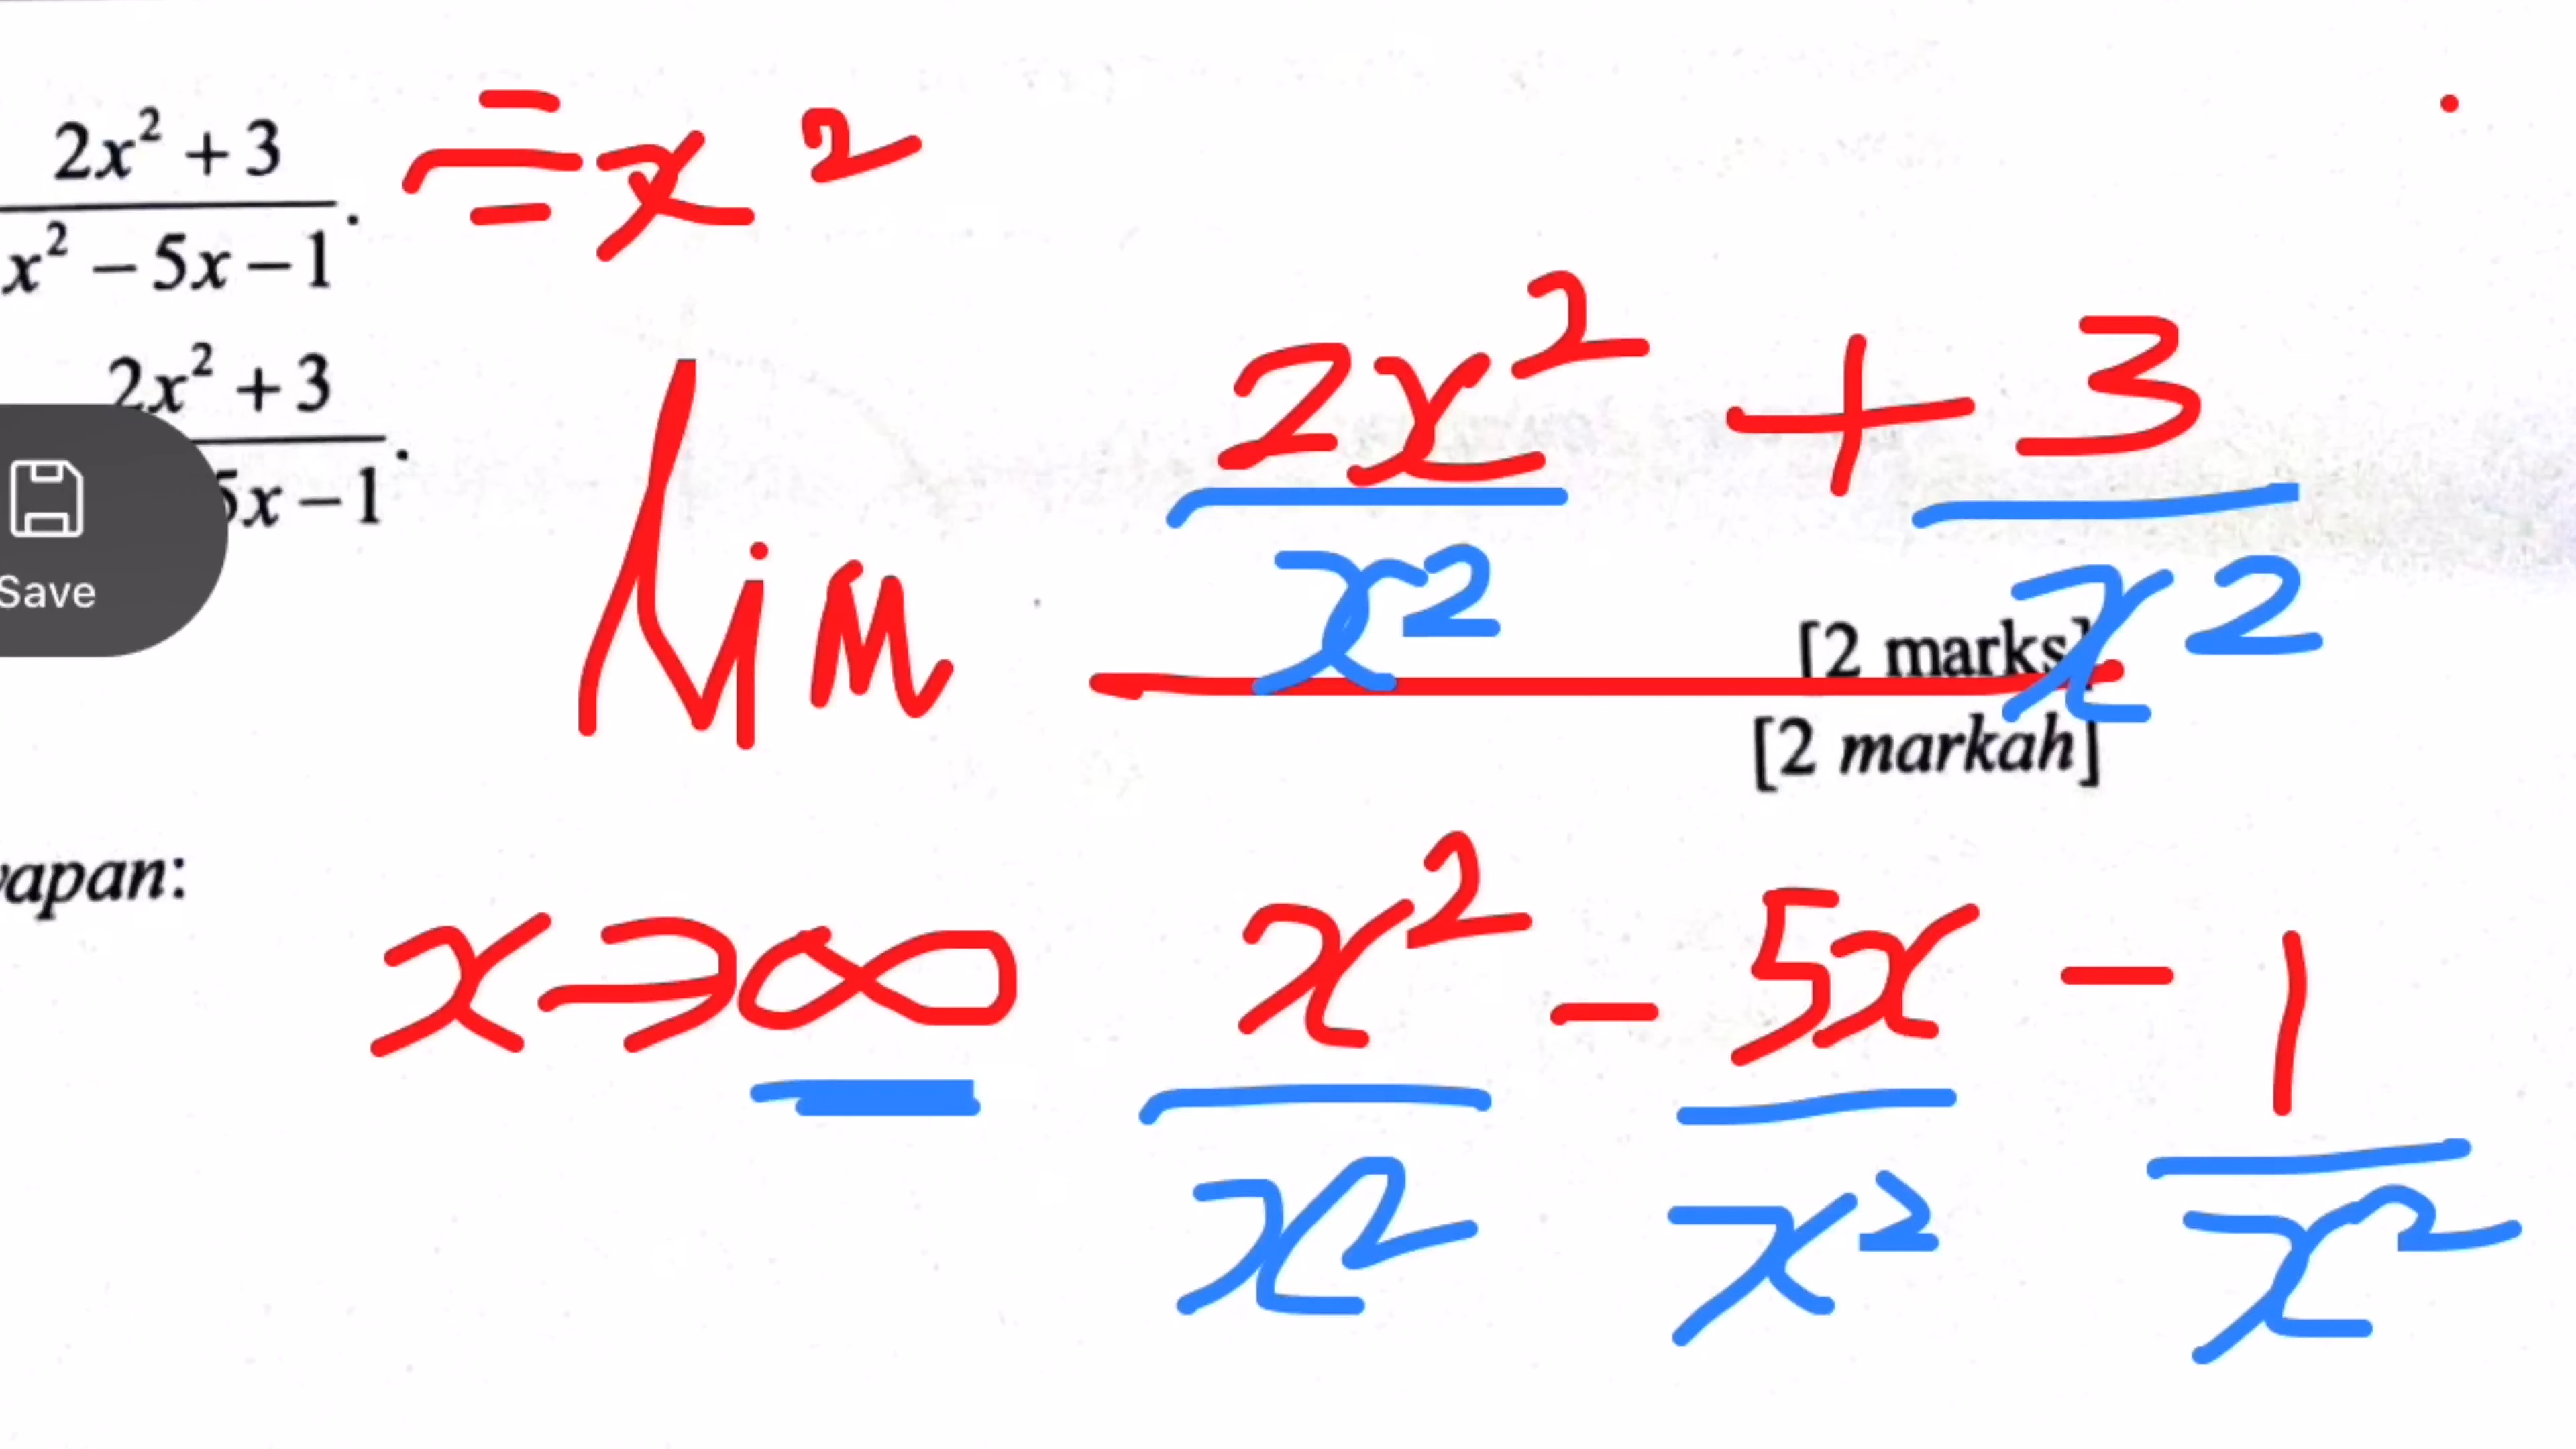 2x² + 3
x² − 5x − 1 .
÷ x²
2x² + 3
5x − 1 .
Save
lim 2x² + 3
x² x²
[2 marks]
[2 markah]
vapan:
x → ∞ x² − 5x − 1
x² x² x²